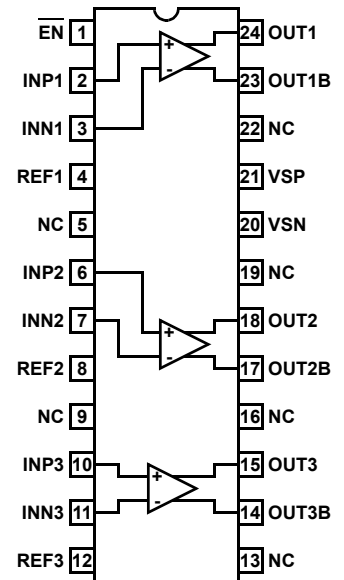 EN 1
24 OUT1
INP1 2
+
-
23 OUT1B
INN1 3
22 NC
REF1 4
21 VSP
NC 5
20 VSN
INP2 6
19 NC
INN2 7
+
-
18 OUT2
REF2 8
17 OUT2B
NC 9
16 NC
INP3 10
+
-
15 OUT3
INN3 11
14 OUT3B
REF3 12
13 NC